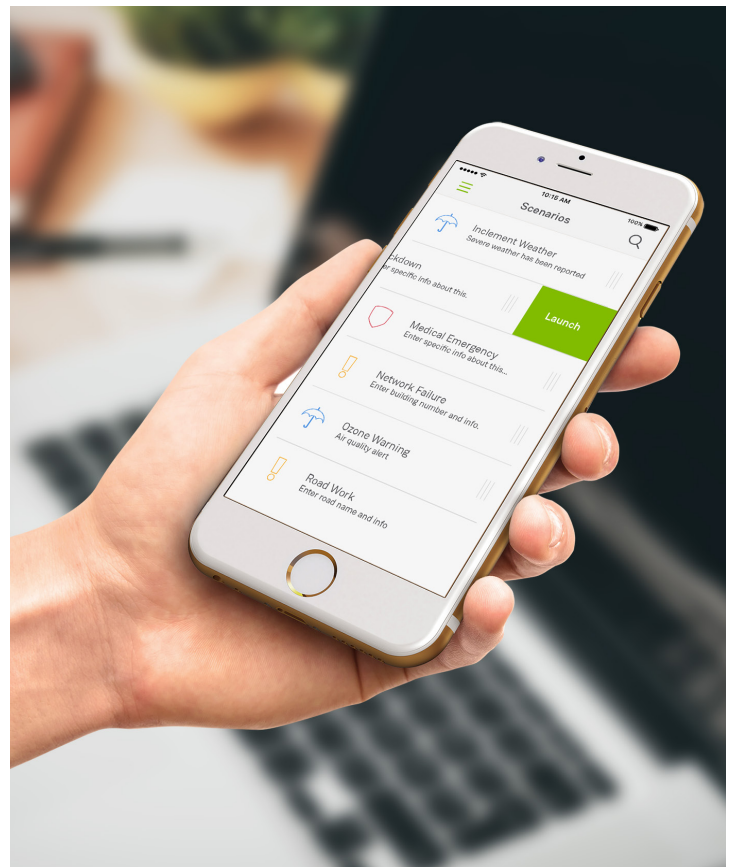 10:15 AM
100%
Scenarios
Inclement Weather
Severe weather has been reported
ckdown
er specific info about this.
Launch
Medical Emergency
Enter specific info about this...
Network Failure
Enter building number and info.
Ozone Warning
Air quality alert
Road Work
Enter road name and info